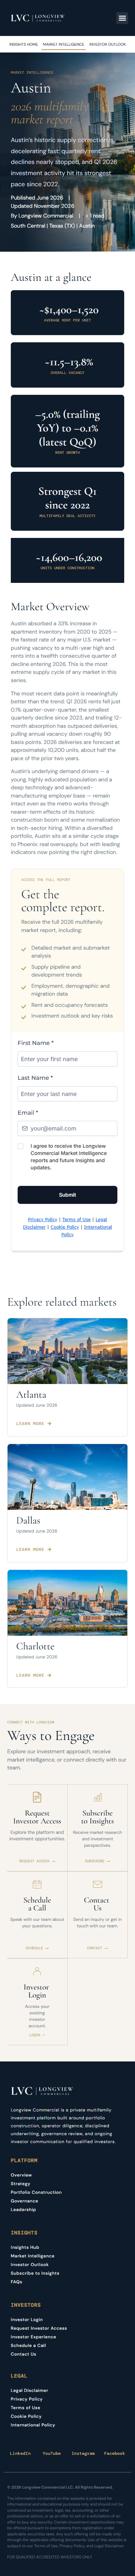 LVC LONGVIEW
COMMERCIAL
INSIGHTS HOME MARKET INTELLIGENCE INVESTOR OUTLOOK
MARKET INTELLIGENCE
Austin
2026 multifamily
market report
Austin's historic supply correction is
decelerating fast: quarterly rent
declines nearly stopped, and Q1 2026
investment activity hit its strongest
pace since 2022.
Published June 2026
Updated November 2026
By Longview Commercial
South Central | Texas (TX) | Austin
Austin at a glance
~$1,400–1,520
AVERAGE RENT PER UNIT
~11.5–13.8%
OVERALL VACANCY
–5.0% (trailing
YoY) to –0.1%
(latest QoQ)
RENT GROWTH
Strongest Q1
since 2022
MULTIFAMILY DEAL ACTIVITY
~14,600–16,200
UNITS UNDER CONSTRUCTION
Market Overview
Austin absorbed a 33% increase in
apartment inventory from 2020 to 2025 —
the fastest rate of any major U.S. market —
pushing vacancy to multi-year highs and
rents into a twelfth consecutive quarter of
declines entering 2026. This is the most
extreme supply cycle of any market in this
series.
The most recent data point is meaningfully
better than the trend: Q1 2026 rents fell just
0.1% quarter-over-quarter, the smallest
quarterly decline since 2023, even as trailing 12-
month absorption ran above roughly
90 basis points. 2026 deliveries are forecast at
approximately 10,200 units, about half the
pace of the prior two years.
Austin's underlying demand drivers — a
highly educated population and a
deep technology and advanced-
manufacturing employer base — remain
intact even as the metro works through
nearer-term effects of its historic
construction boom and some normalization
in tech-sector hiring. Within a diversified
portfolio, Austin sits at a similar cycle stage
to Phoenix: real oversupply, but with leading
indicators now pointing the right direction.
ACCESS THE FULL REPORT
Get the
complete report.
Receive the full 2026 multifamily
market report, including:
Detailed market and submarket
analysis
Supply pipeline and
development trends
Employment, demographic and
migration data
Rent and occupancy forecasts
Investment outlook and key risks
First Name *
Enter your first name
Last Name *
Enter your last name
Email *
your@email.com
I agree to receive the Longview
Commercial Market Intelligence
reports and future Insights and
updates.
Submit
Privacy Policy | Terms of Use | Legal
Disclaimer | Cookie Policy | International
Policy
Explore related markets
Atlanta
Updated June 2026
LEARN MORE →
Dallas
Updated June 2026
LEARN MORE →
Charlotte
Updated June 2026
LEARN MORE →
CONNECT WITH LONGVIEW
Ways to Engage
Explore our investment approach, receive
market intelligence, or connect directly with our
team.
Request
Investor Access
Explore the platform and
investment opportunities.
REQUEST ACCESS →
Subscribe
to Insights
Receive market research
and investment
perspectives.
SUBSCRIBE →
Schedule
a Call
Speak with our team about
your questions.
SCHEDULE →
Contact
Us
Send an inquiry or get in
touch with our team.
CONTACT →
Investor
Login
Access your
existing
investor
account.
LOGIN →
LVC LONGVIEW
COMMERCIAL
Longview Commercial is a private multifamily
investment platform built around portfolio
construction, operator diligence, disciplined
underwriting, governance review, and ongoing
investor communication for qualified investors.
PLATFORM
Overview
Strategy
Portfolio Construction
Governance
Leadership
INSIGHTS
Insights Hub
Market Intelligence
Investor Outlook
Subscribe to Insights
FAQs
INVESTORS
Investor Login
Request Investor Access
Investor Experience
Schedule a Call
Contact Us
LEGAL
Legal Disclaimer
Privacy Policy
Terms of Use
Cookie Policy
International Policy
LinkedIn YouTube Instagram Facebook
© 2026 Longview Commercial LLC. All Rights Reserved.
FOR QUALIFIED ACCREDITED INVESTORS ONLY.